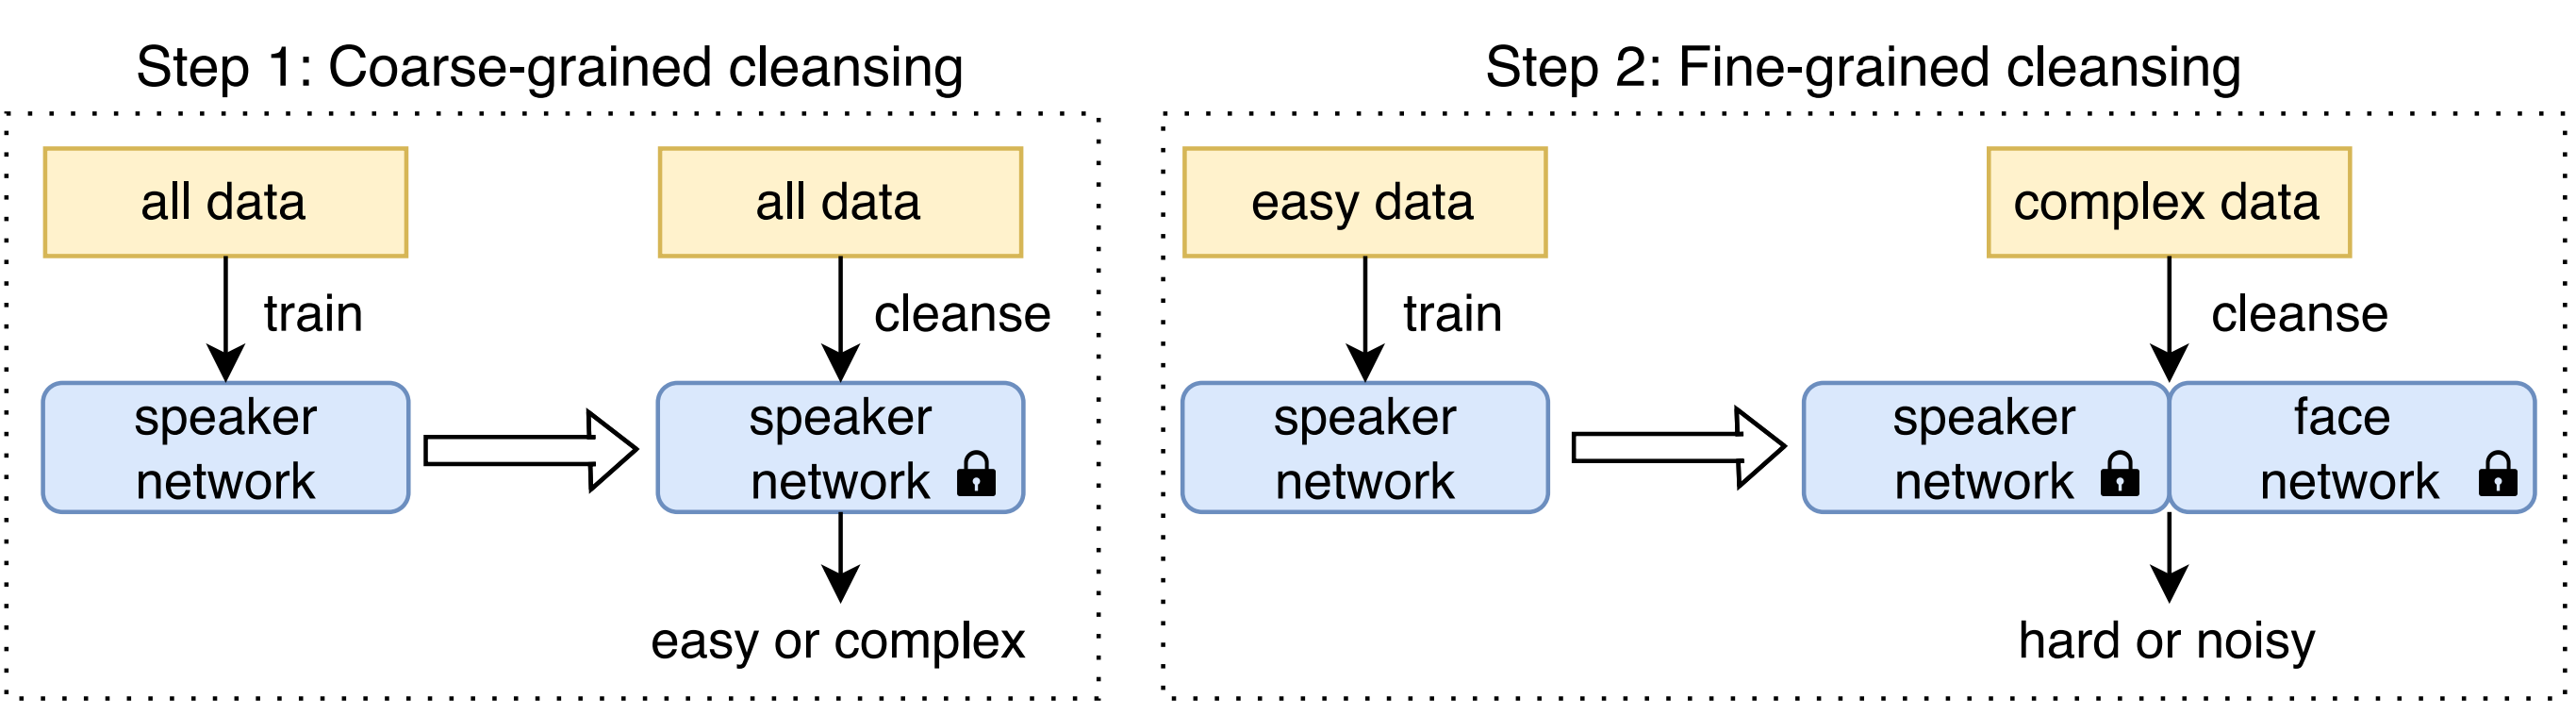 Step 1: Coarse-grained cleansing
all data
train
speaker
network
all data
cleanse
speaker
network
easy or complex
Step 2: Fine-grained cleansing
easy data
train
speaker
network
complex data
cleanse
speaker
network
face
network
hard or noisy